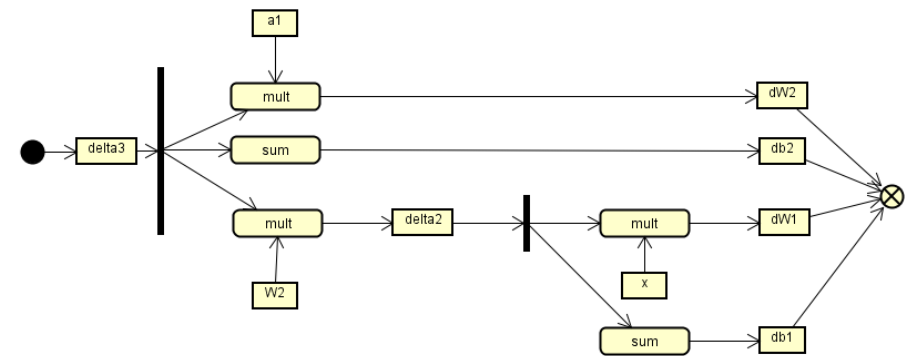 a1
mult
dW2
delta3
sum
db2
mult
delta2
mult
dW1
W2
x
sum
db1